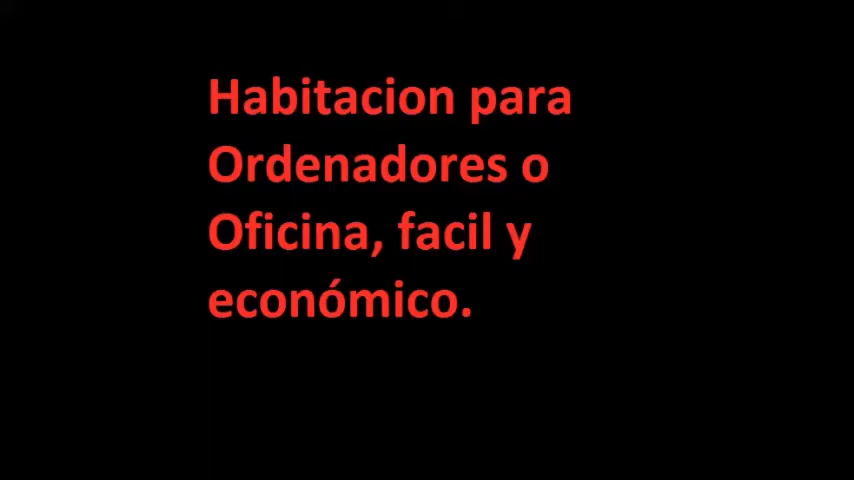 Habitacion para
Ordenadores o
Oficina, facil y
económico.